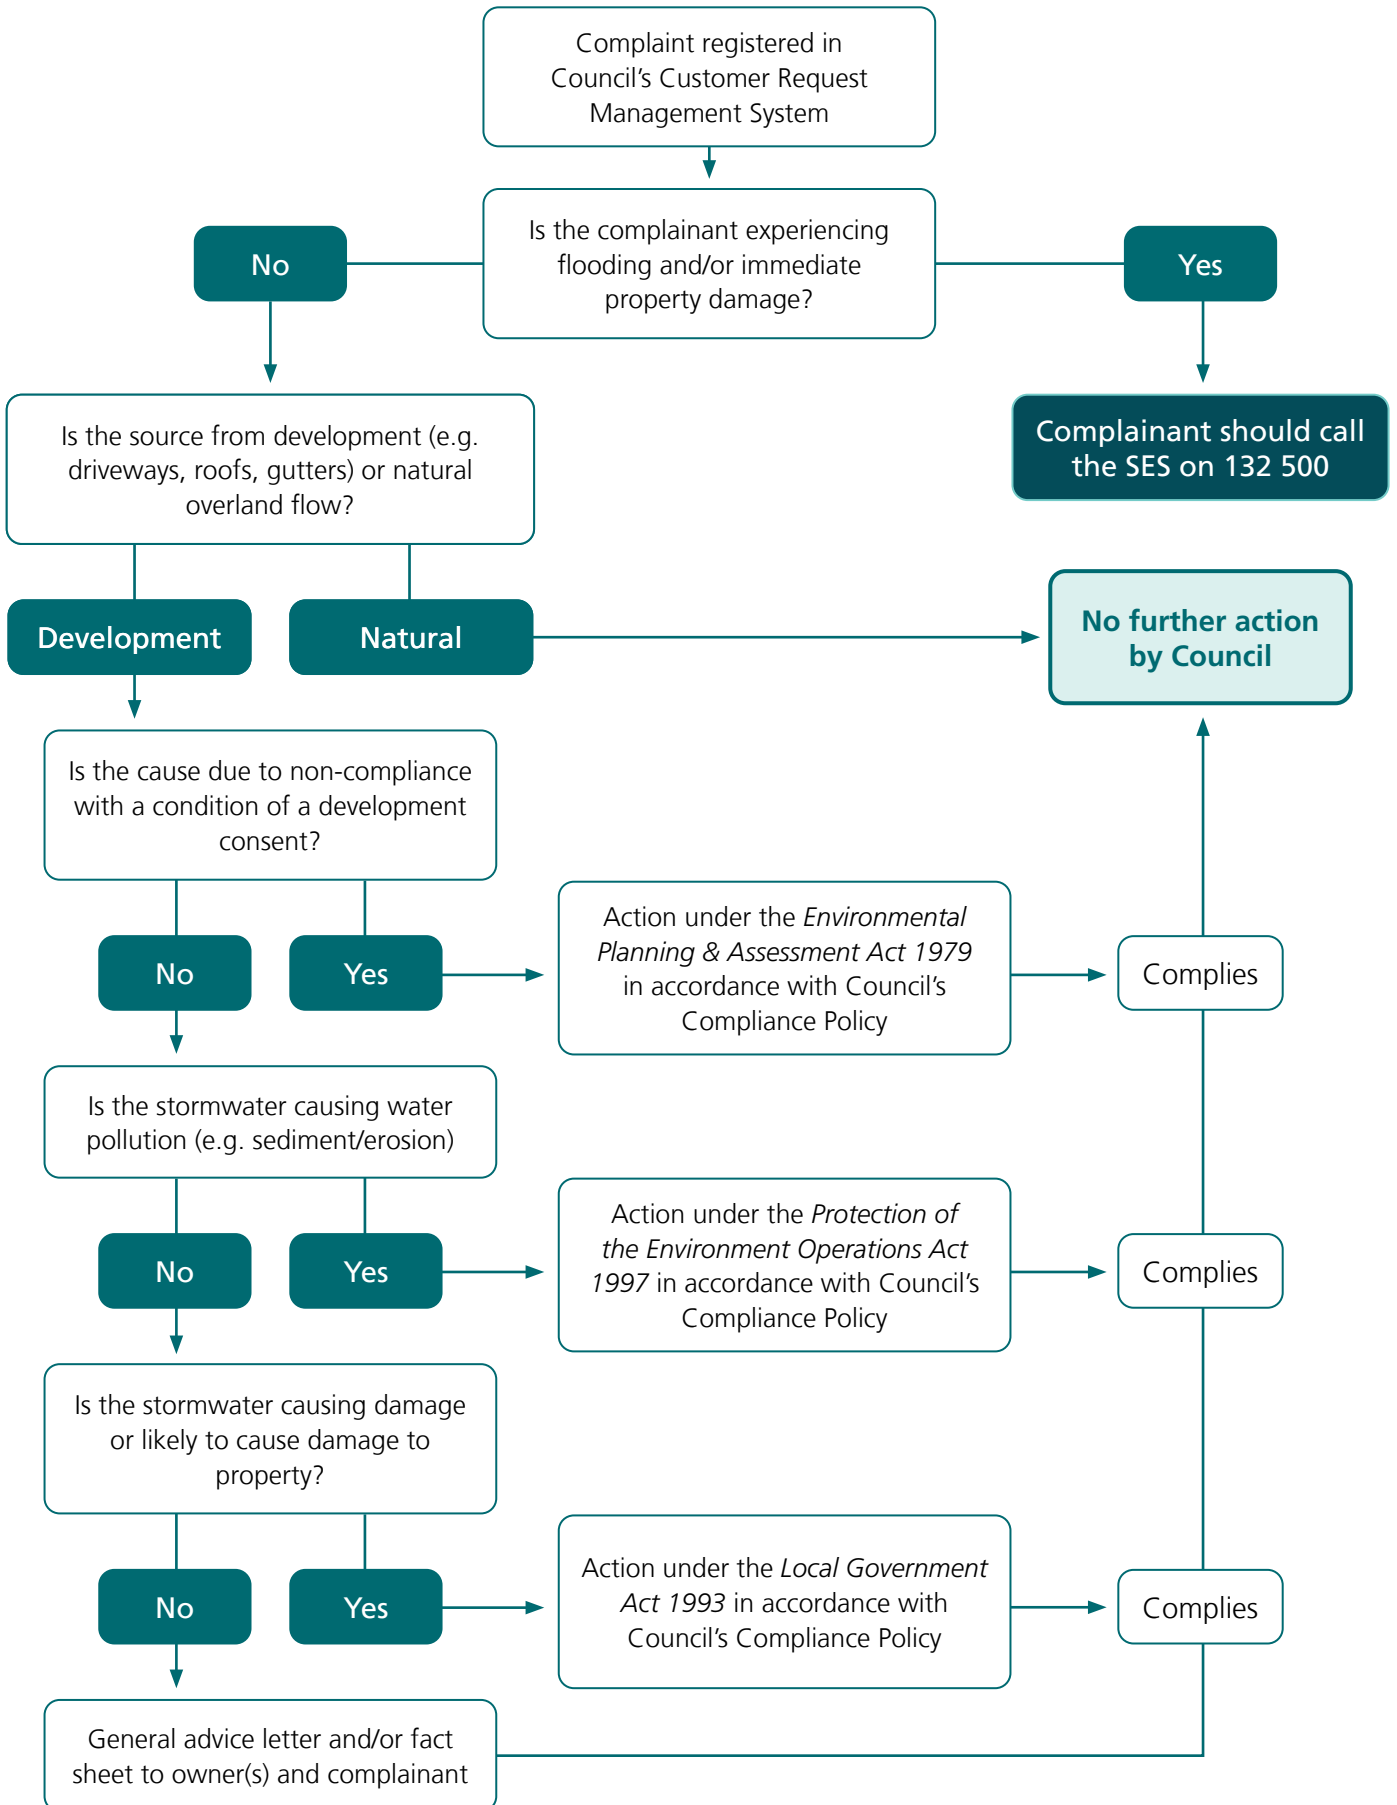 Complaint registered in
Council’s Customer Request
Management System
Is the complainant experiencing
flooding and/or immediate
property damage?
No
Yes
Is the source from development (e.g.
driveways, roofs, gutters) or natural
overland flow?
Complainant should call
the SES on 132 500
Development
Natural
No further action
by Council
Is the cause due to non-compliance
with a condition of a development
consent?
No
Yes
Action under the Environmental
Planning & Assessment Act 1979
in accordance with Council’s
Compliance Policy
Complies
Is the stormwater causing water
pollution (e.g. sediment/erosion)
No
Yes
Action under the Protection of
the Environment Operations Act
1997 in accordance with Council’s
Compliance Policy
Complies
Is the stormwater causing damage
or likely to cause damage to
property?
No
Yes
Action under the Local Government
Act 1993 in accordance with
Council’s Compliance Policy
Complies
General advice letter and/or fact
sheet to owner(s) and complainant